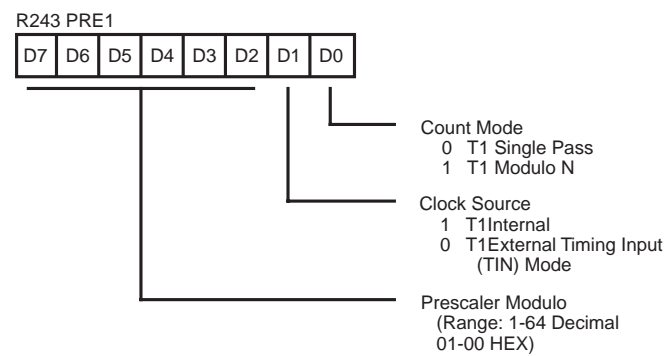 R243 PRE1
D7 D6 D5 D4 D3 D2 D1 D0
Count Mode
0 T1 Single Pass
1 T1 Modulo N
Clock Source
1 T1Internal
0 T1External Timing Input
(TIN) Mode
Prescaler Modulo
(Range: 1-64 Decimal
01-00 HEX)